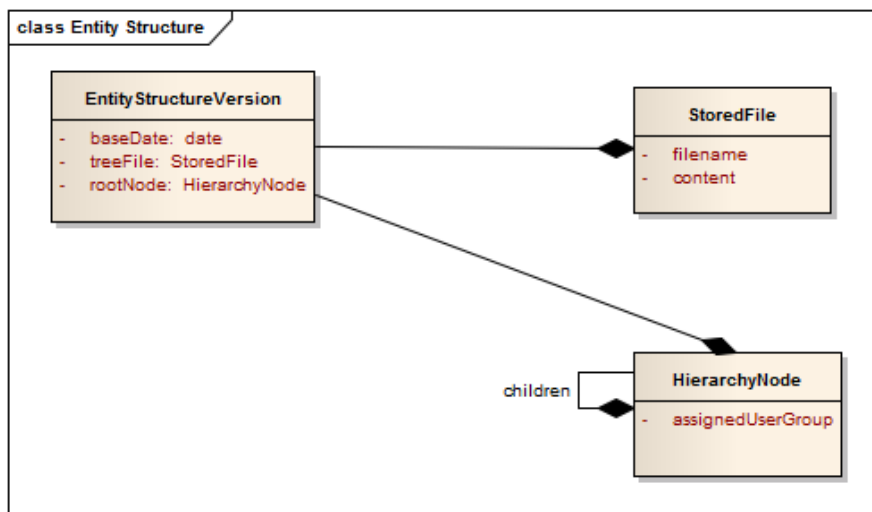 class Entity Structure
EntityStructureVersion
- baseDate: date
- treeFile: StoredFile
- rootNode: HierarchyNode
StoredFile
- filename
- content
children
HierarchyNode
- assignedUserGroup